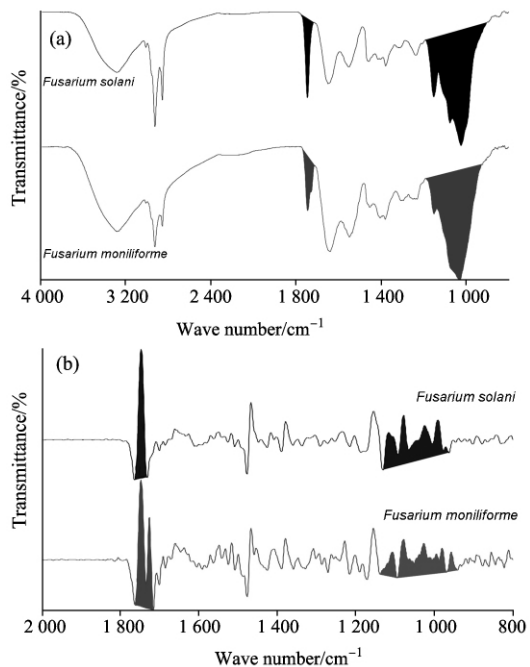 (a)
Transmittance/%
Fusarium solani
Fusarium moniliforme
4 000 3 200 2 400 1 800 1 400 1 000
Wave number/cm⁻¹
(b)
Transmittance/%
Fusarium solani
Fusarium moniliforme
2 000 1 800 1 600 1 400 1 200 1 000 800
Wave number/cm⁻¹